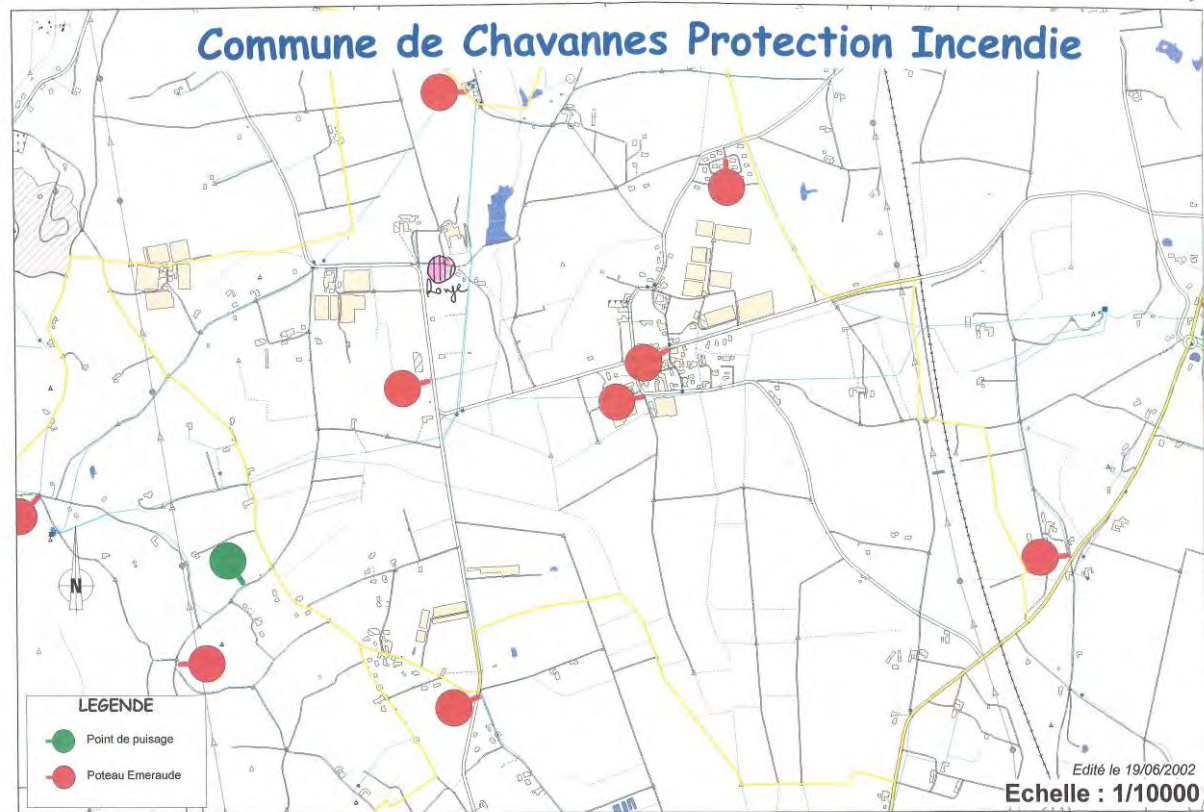 Commune de Chavannes Protection Incendie
Longe
N
LEGENDE
Point de puisage
Poteau Emeraude
Edité le 19/06/2002
Echelle : 1/10000